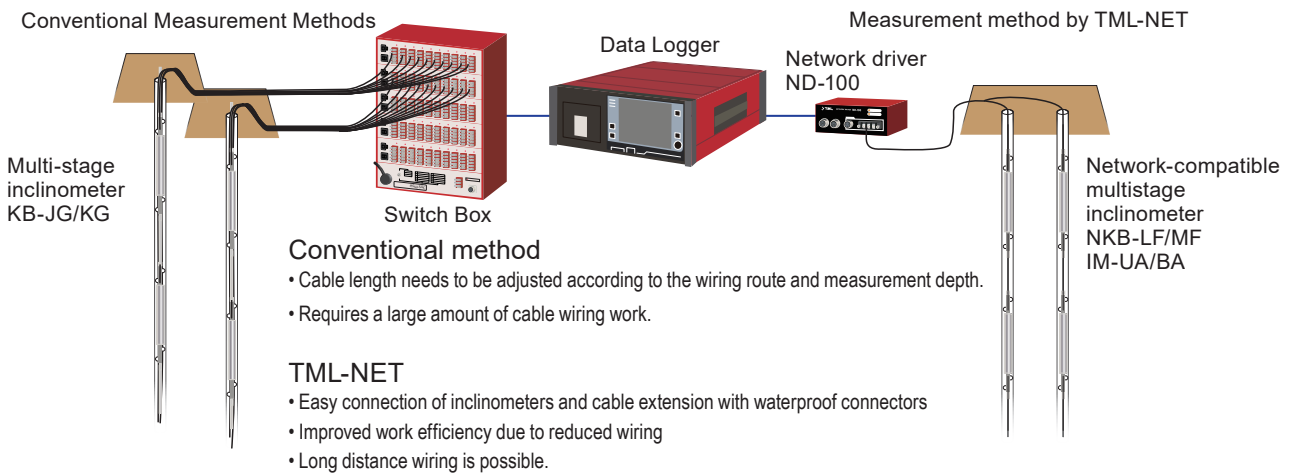 Conventional Measurement Methods
Measurement method by TML-NET
Data Logger
Network driver
ND-100
Multi-stage
inclinometer
KB-JG/KG
Switch Box
Network-compatible
multistage
inclinometer
NKB-LF/MF
IM-UA/BA
Conventional method
• Cable length needs to be adjusted according to the wiring route and measurement depth.
• Requires a large amount of cable wiring work.
TML-NET
• Easy connection of inclinometers and cable extension with waterproof connectors
• Improved work efficiency due to reduced wiring
• Long distance wiring is possible.